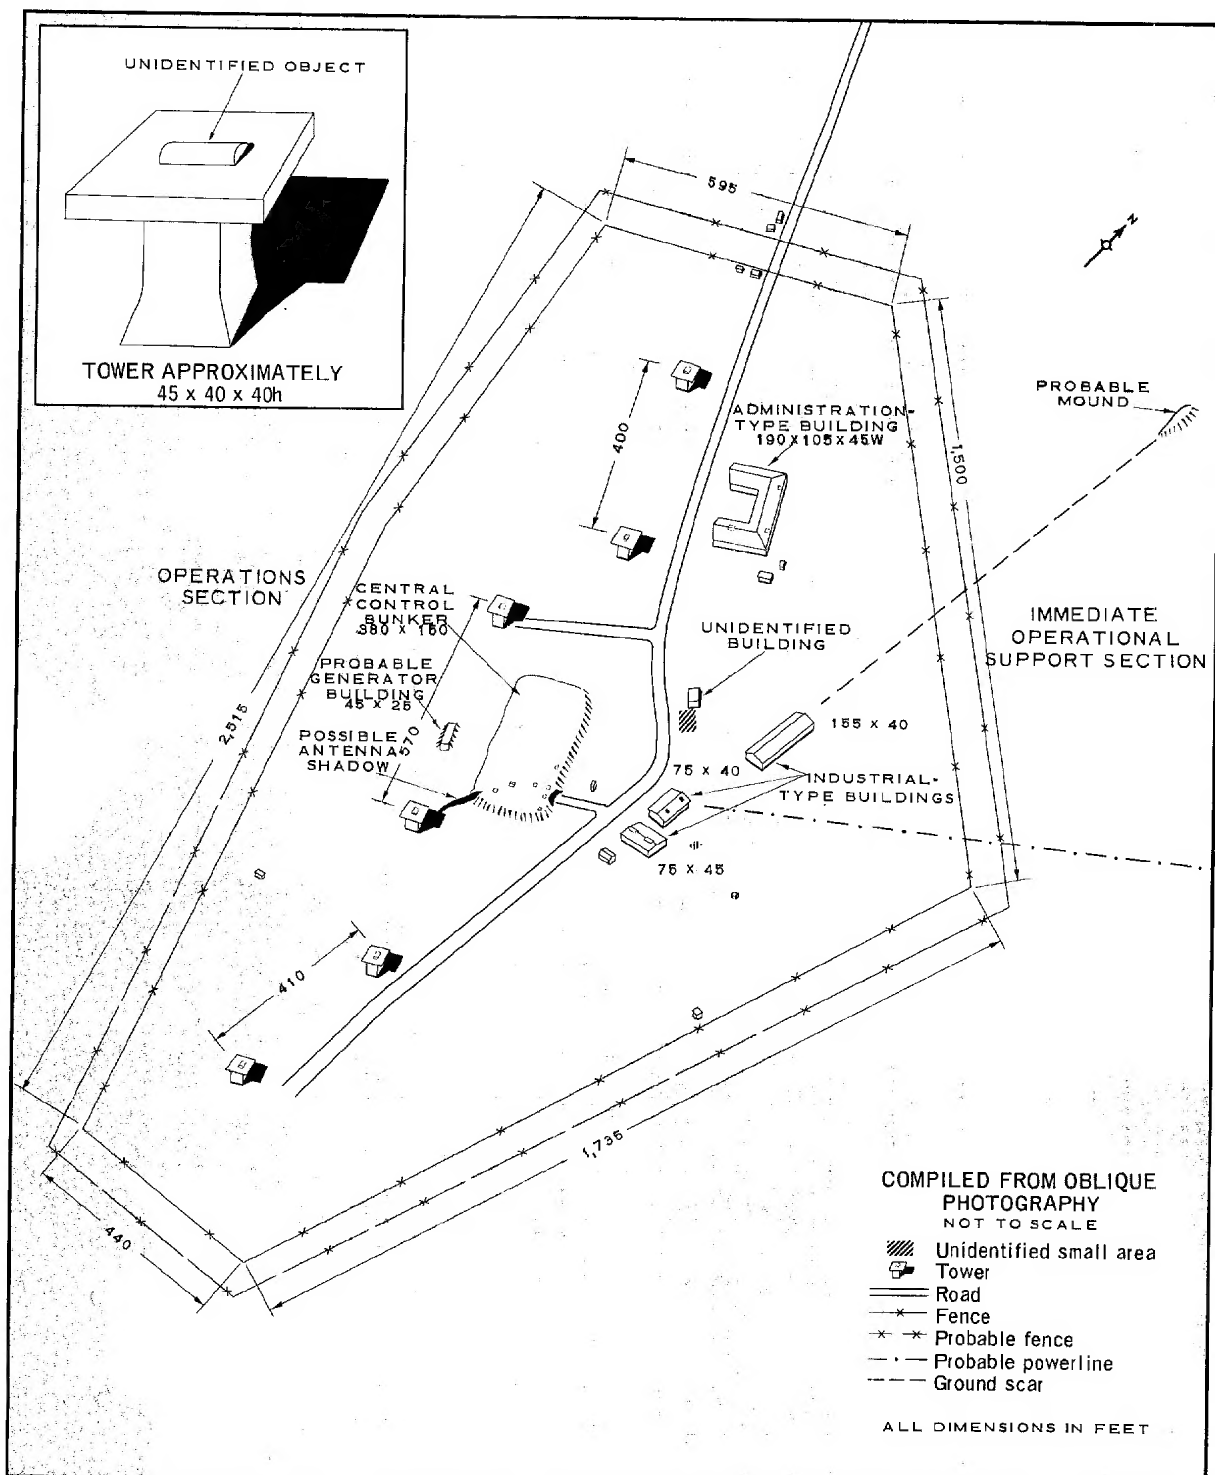 UNIDENTIFIED OBJECT
TOWER APPROXIMATELY
45 x 40 x 40h
595
N
400
ADMINISTRATION-
TYPE BUILDING
190 X 105 X 45W
PROBABLE
MOUND
1,500
OPERATIONS
SECTION
CENTRAL
CONTROL
BUNKER
380 X 150
UNIDENTIFIED
BUILDING
IMMEDIATE
OPERATIONAL
SUPPORT SECTION
PROBABLE
GENERATOR
BUILDING
45 X 25
2,515
POSSIBLE
ANTENNA
SHADOW
570
155 X 40
75 X 40
INDUSTRIAL-
TYPE BUILDINGS
75 X 45
410
1,735
440
COMPILED FROM OBLIQUE
PHOTOGRAPHY
NOT TO SCALE
Unidentified small area
Tower
Road
Fence
Probable fence
Probable powerline
Ground scar
ALL DIMENSIONS IN FEET